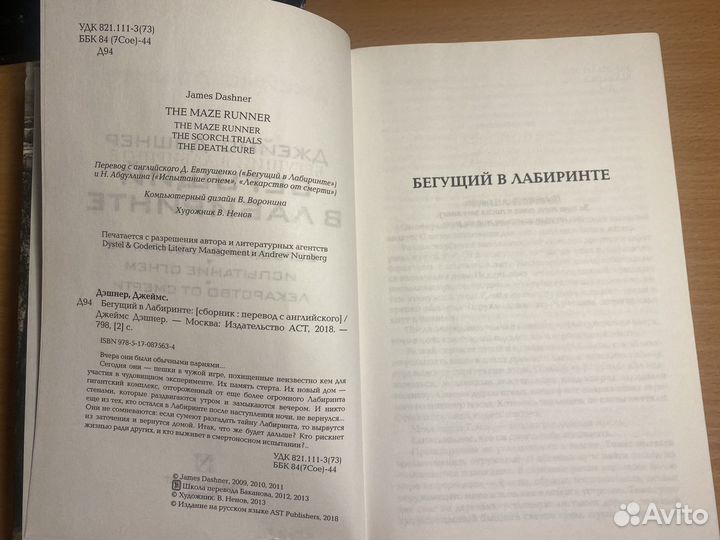 УДК 821.111-3(73)
ББК 84 (7Сое)-44
Д94
James Dashner
THE MAZE RUNNER
THE MAZE RUNNER
THE SCORCH TRIALS
THE DEATH CURE
Перевод с английского Д. Евтушенко («Бегущий в Лабиринте»)
и Н. Абдуллина («Испытание огнем», «Лекарство от смерти»)
Компьютерный дизайн В. Воронина
Художник В. Ненов
Печатается с разрешения автора и литературных агентств
Dystel & Goderich Literary Management и Andrew Nurnberg
Дэшнер, Джеймс.
Д94 Бегущий в Лабиринте: [сборник : перевод с английского] /
Джеймс Дэшнер. — Москва: Издательство АСТ, 2018. —
798, [2] с.
ISBN 978-5-17-087563-4
Вчера они были обычными парнями...
Сегодня они — пешки в чужой игре, похищенные неизвестно кем для
участия в чудовищном эксперименте. Их память стерта. Их новый дом —
гигантский комплекс, отгороженный от еще более огромного Лабиринта
стенами, которые раздвигаются утром и замыкаются вечером. И никто
еще из тех, кто остался в Лабиринте после наступления ночи, не вернулся...
Они не сомневаются: если сумеют разгадать тайну Лабиринта, то вырвутся
из заточения и вернутся домой. Итак, что же будет дальше? Кто рискнет
жизнью ради других, и кто выживет в смертоносном испытании?..
УДК 821.111-3(73)
ББК 84(7Сое)-44
© James Dashner, 2009, 2010, 2011
Школа перевода Баканова, 2012, 2013
© Художник. В. Ненов, 2013
© Издание на русском языке AST Publishers, 2018
БЕГУЩИЙ В ЛАБИРИНТЕ
Avito